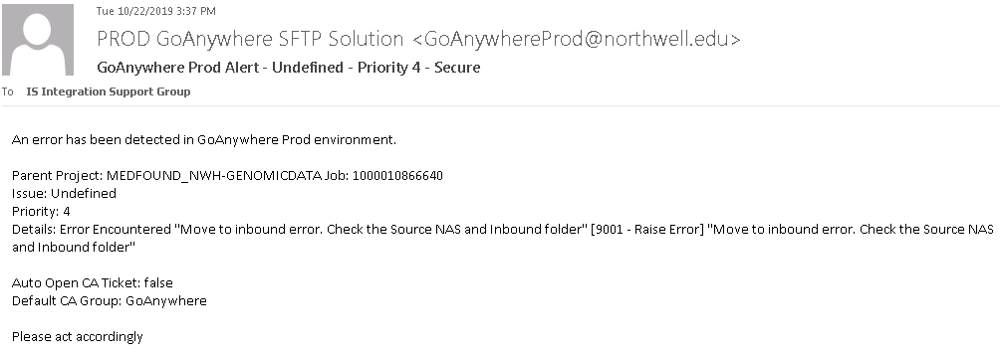 Tue 10/22/2019 3:37 PM
PROD GoAnywhere SFTP Solution <GoAnywhereProd@northwell.edu>
GoAnywhere Prod Alert - Undefined - Priority 4 - Secure
To IS Integration Support Group
An error has been detected in GoAnywhere Prod environment.
Parent Project: MEDFOUND_NWH-GENOMICDATA Job: 1000010866640
Issue: Undefined
Priority: 4
Details: Error Encountered "Move to inbound error. Check the Source NAS and Inbound folder" [9001 - Raise Error] "Move to inbound error. Check the Source NAS
and Inbound folder"
Auto Open CA Ticket: false
Default CA Group: GoAnywhere
Please act accordingly